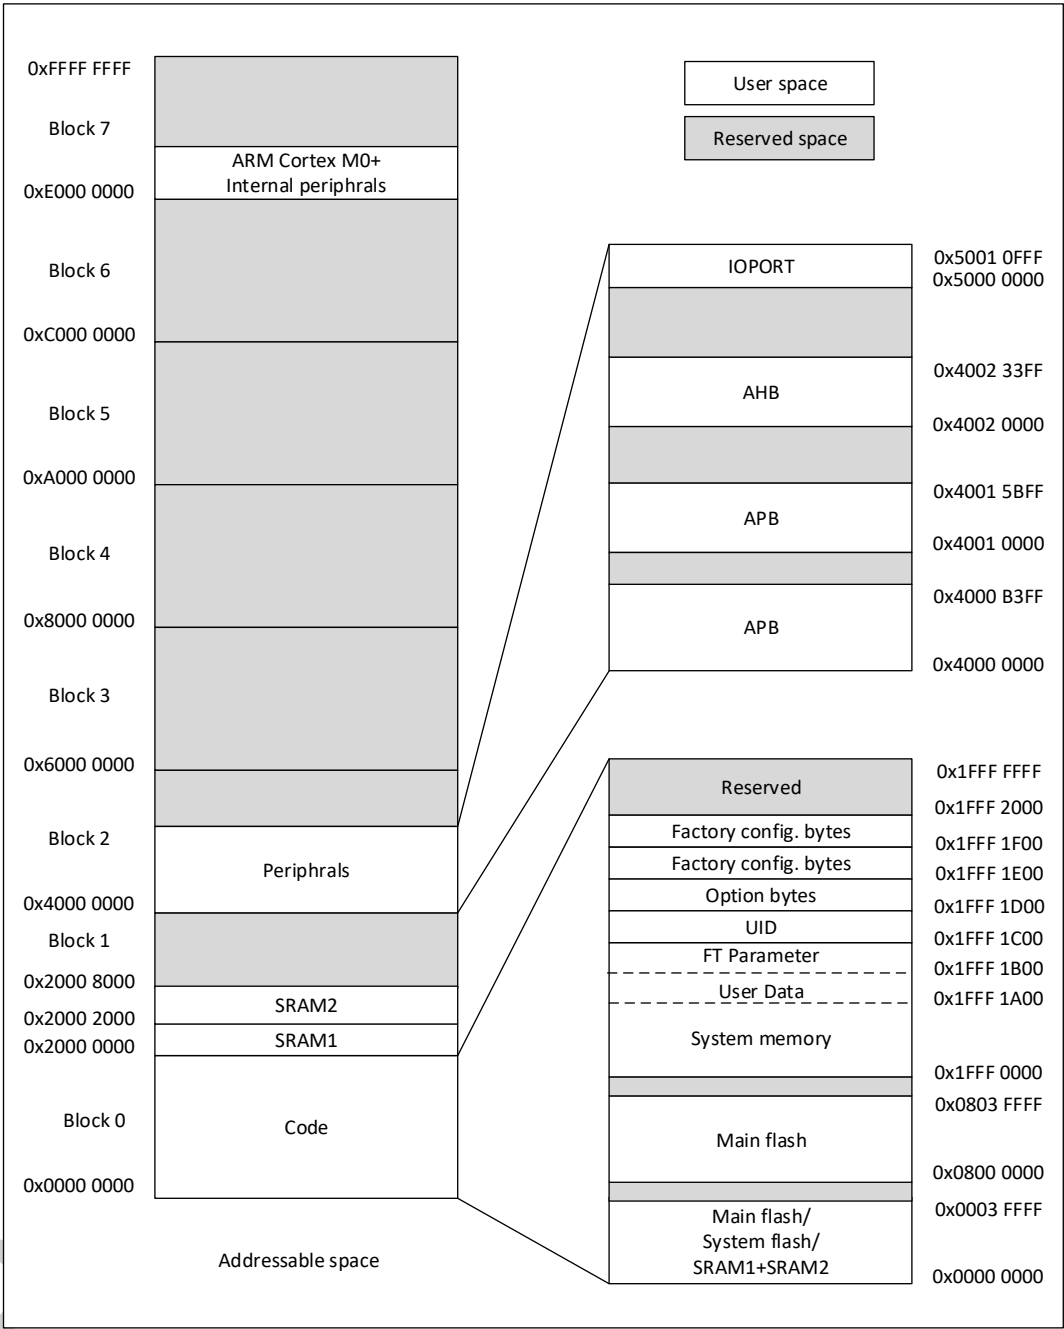 0xFFFF FFFF
Block 7
ARM Cortex M0+
Internal periphrals
0xE000 0000
Block 6
0xC000 0000
Block 5
0xA000 0000
Block 4
0x8000 0000
Block 3
0x6000 0000
Block 2
Periphrals
0x4000 0000
Block 1
0x2000 8000
SRAM2
0x2000 2000
SRAM1
0x2000 0000
Block 0
Code
0x0000 0000
Addressable space
User space
Reserved space
IOPORT
0x5001 0FFF
0x5000 0000
0x4002 33FF
AHB
0x4002 0000
0x4001 5BFF
APB
0x4001 0000
0x4000 B3FF
APB
0x4000 0000
0x1FFF FFFF
Reserved
0x1FFF 2000
Factory config. bytes
0x1FFF 1F00
Factory config. bytes
0x1FFF 1E00
Option bytes
0x1FFF 1D00
UID
0x1FFF 1C00
FT Parameter
0x1FFF 1B00
User Data
0x1FFF 1A00
System memory
0x1FFF 0000
0x0803 FFFF
Main flash
0x0800 0000
0x0003 FFFF
Main flash/
System flash/
SRAM1+SRAM2
0x0000 0000